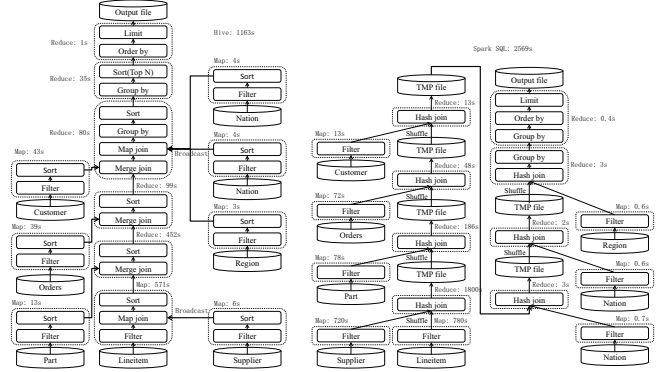 Output file
Limit
Order by
Reduce: 1s
Sort(Top N)
Group by
Reduce: 35s
Sort
Group by
Map join
Merge join
Reduce: 80s
Broadcast
Hive: 1163s
Map: 4s
Sort
Filter
Nation
Map: 4s
Sort
Filter
Nation
Map: 3s
Sort
Filter
Region
Map: 43s
Sort
Filter
Customer
Reduce: 99s
Sort
Merge join
Map: 39s
Sort
Filter
Orders
Reduce: 452s
Sort
Merge join
Map: 13s
Sort
Filter
Part
Map: 571s
Sort
Map join
Filter
Lineitem
Broadcast
Map: 6s
Sort
Filter
Supplier
Spark SQL: 2569s
TMP file
Reduce: 13s
Hash join
Shuffle
Map: 13s
Filter
Customer
TMP file
Reduce: 48s
Hash join
Shuffle
Map: 72s
Filter
Orders
TMP file
Reduce: 186s
Hash join
Shuffle
Map: 78s
Filter
Part
TMP file
Reduce: 1800s
Hash join
Shuffle
Map: 720s
Filter
Supplier
Map: 780s
Filter
Lineitem
Output file
Limit
Order by
Group by
Reduce: 0.4s
Group by
Hash join
Reduce: 3s
Shuffle
Map: 0.6s
Filter
Region
TMP file
Reduce: 2s
Hash join
Shuffle
Map: 0.6s
Filter
Nation
TMP file
Reduce: 3s
Hash join
Map: 0.7s
Filter
Nation